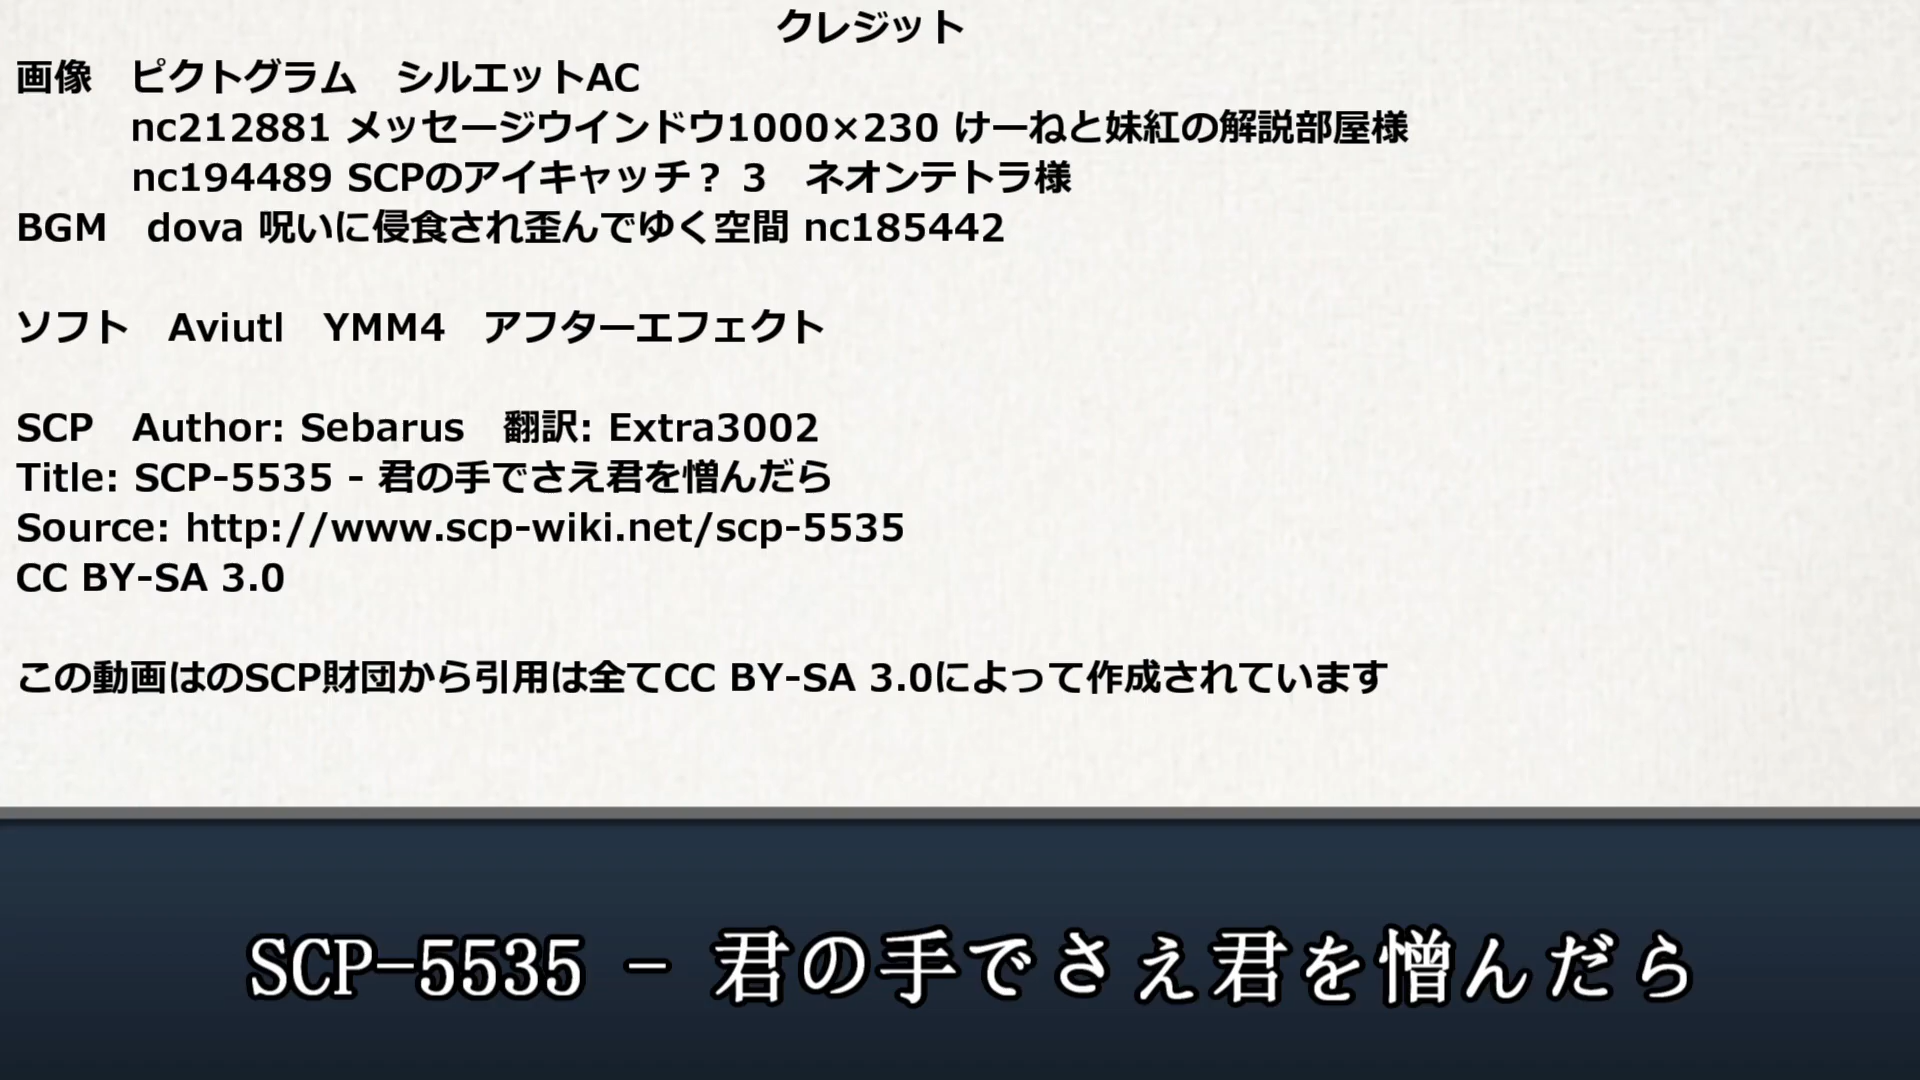 クレジット
画像　ピクトグラム　シルエットAC
nc212881 メッセージウインドウ1000×230 けーねと妹紅の解説部屋様
nc194489 SCPのアイキャッチ？ 3　ネオンテトラ様
BGM　dova 呪いに侵食され歪んでゆく空間 nc185442
ソフト　Aviutl　YMM4　アフターエフェクト
SCP　Author: Sebarus　翻訳: Extra3002
Title: SCP-5535 - 君の手でさえ君を憎んだら
Source: http://www.scp-wiki.net/scp-5535
CC BY-SA 3.0
この動画はのSCP財団から引用は全てCC BY-SA 3.0によって作成されています
SCP-5535 - 君の手でさえ君を憎んだら